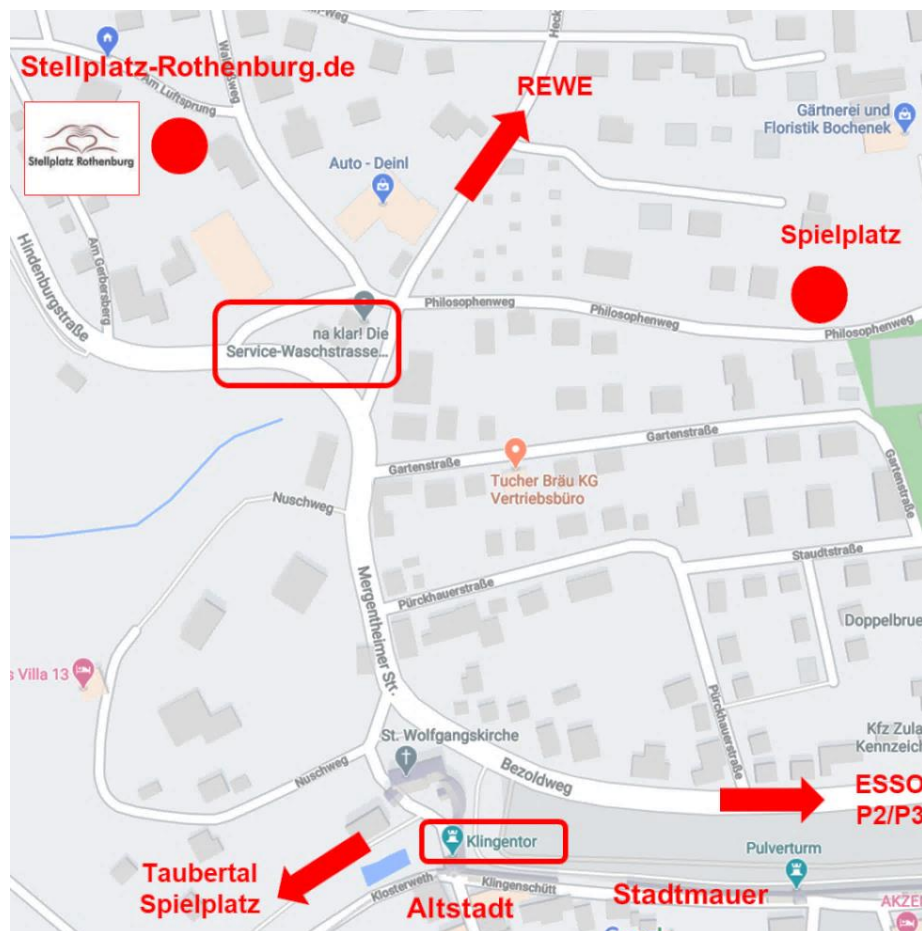 Stellplatz-Rothenburg.de
Am Luftsprung
Stellplatz Rothenburg
REWE
Gärtnerei und
Floristik Bochenek
Auto - Deinl
Spielplatz
Am Gerbersberg
Hindenburgstraße
Philosophenweg
Philosophenweg
Philosophenweg
na klar! Die
Service-Waschstrasse...
Gartenstraße
Gartenstraße
Gartenstraße
Tucher Bräu KG
Vertriebsbüro
Nuschweg
Staudtstraße
Mergentheimer Str.
Pürckhauerstraße
Doppelbrue
s Villa 13
Pürckhauerstraße
St. Wolfgangskirche
Kfz Zula
Kennzeich
Nuschweg
Bezoldweg
ESSO
P2/P3
Klingentor
Pulverturm
Taubertal
Spielplatz
Klosterweth
Klingenschütt
Altstadt
Stadtmauer
AKZEN